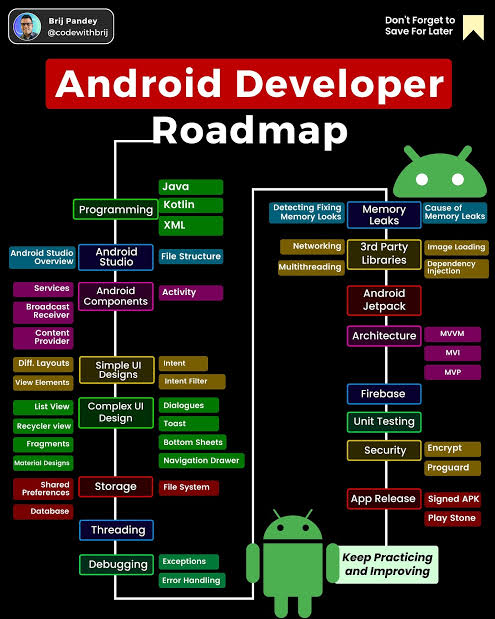 Brij Pandey
@codewithbrij
Don't Forget to
Save For Later
Android Developer
Roadmap
Programming
Java
Kotlin
XML
Android Studio
Overview
Android
Studio
File Structure
Services
Broadcast
Receiver
Content
Provider
Android
Components
Activity
Diff. Layouts
View Elements
Simple UI
Designs
Intent
Intent Filter
List View
Recycler view
Fragments
Material Designs
Complex UI
Design
Dialogues
Toast
Bottom Sheets
Navigation Drawer
Shared
Preferences
Database
Storage
File System
Threading
Debugging
Exceptions
Error Handling
Detecting Fixing
Memory Looks
Memory
Leaks
Cause of
Memory Leaks
Networking
Multithreading
3rd Party
Libraries
Image Loading
Dependency
Injection
Android
Jetpack
Architecture
MVVM
MVI
MVP
Firebase
Unit Testing
Security
Encrypt
Proguard
App Release
Signed APK
Play Stone
Keep Practicing
and Improving